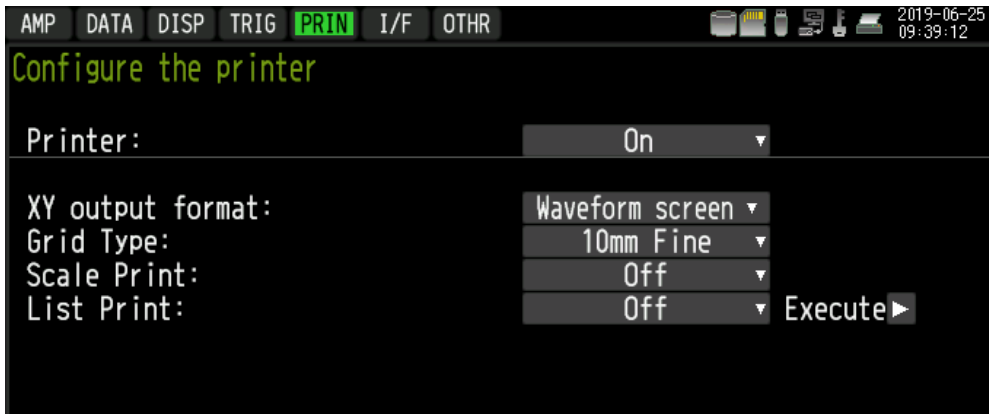 AMP DATA DISP TRIG PRIN I/F OTHR 2019-06-25
09:39:12
Configure the printer
Printer: On
XY output format: Waveform screen
Grid Type: 10mm Fine
Scale Print: Off
List Print: Off Execute